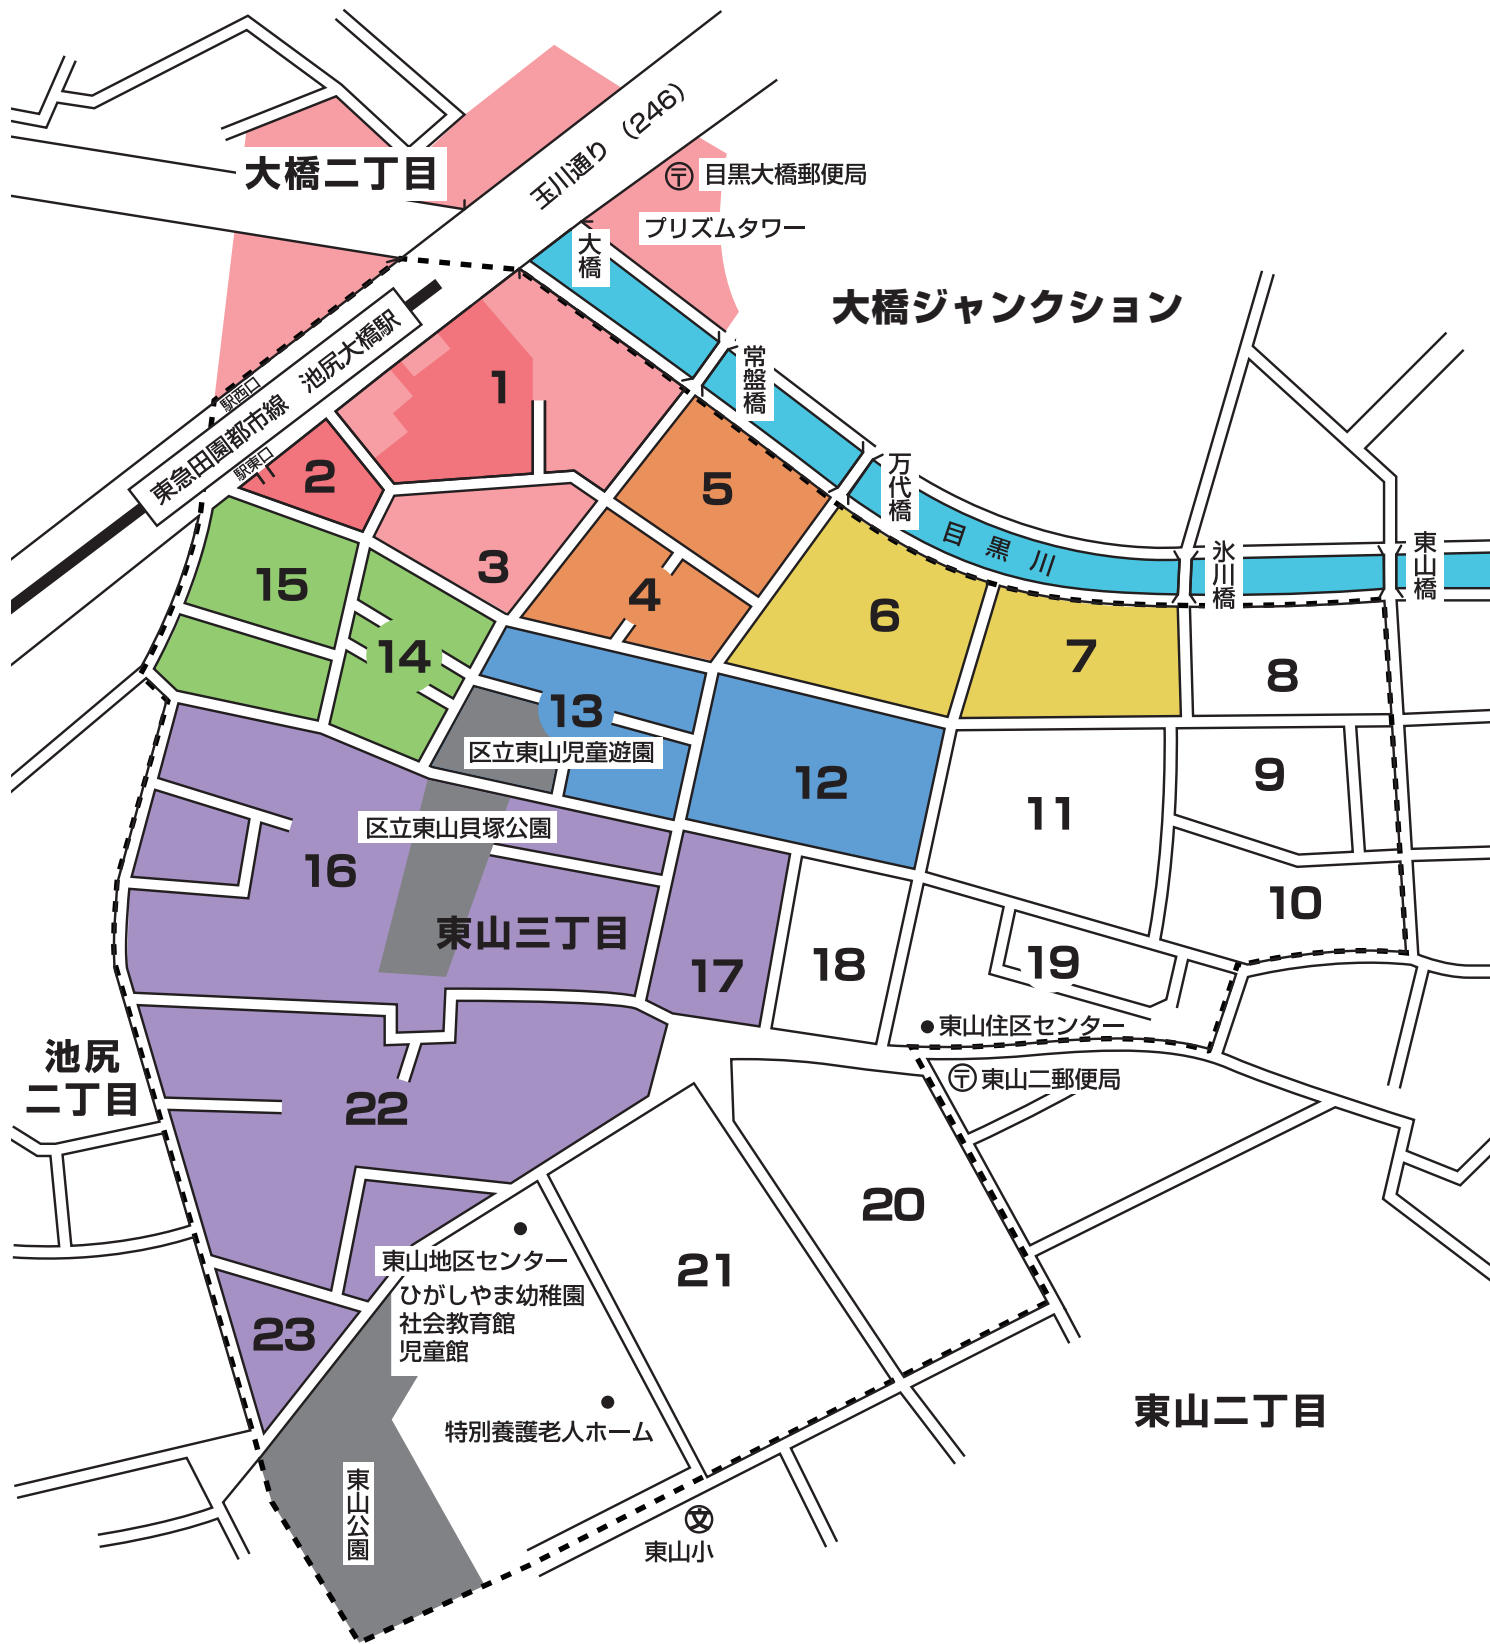 玉川通り (246)
大橋二丁目
〒 目黒大橋郵便局
プリズムタワー
大橋
大橋ジャンクション
駅西口
東急田園都市線 池尻大橋駅
駅東口
常盤橋
万代橋
目黒川
氷川橋
東山橋
1
2
3
4
5
6
7
8
9
10
11
12
13
区立東山児童遊園
14
15
区立東山貝塚公園
16
東山三丁目
17
18
19
東山住区センター
〒 東山二郵便局
池尻
二丁目
22
20
21
東山地区センター
ひがしやま幼稚園
社会教育館
児童館
23
特別養護老人ホーム
東山二丁目
東山公園
文
東山小